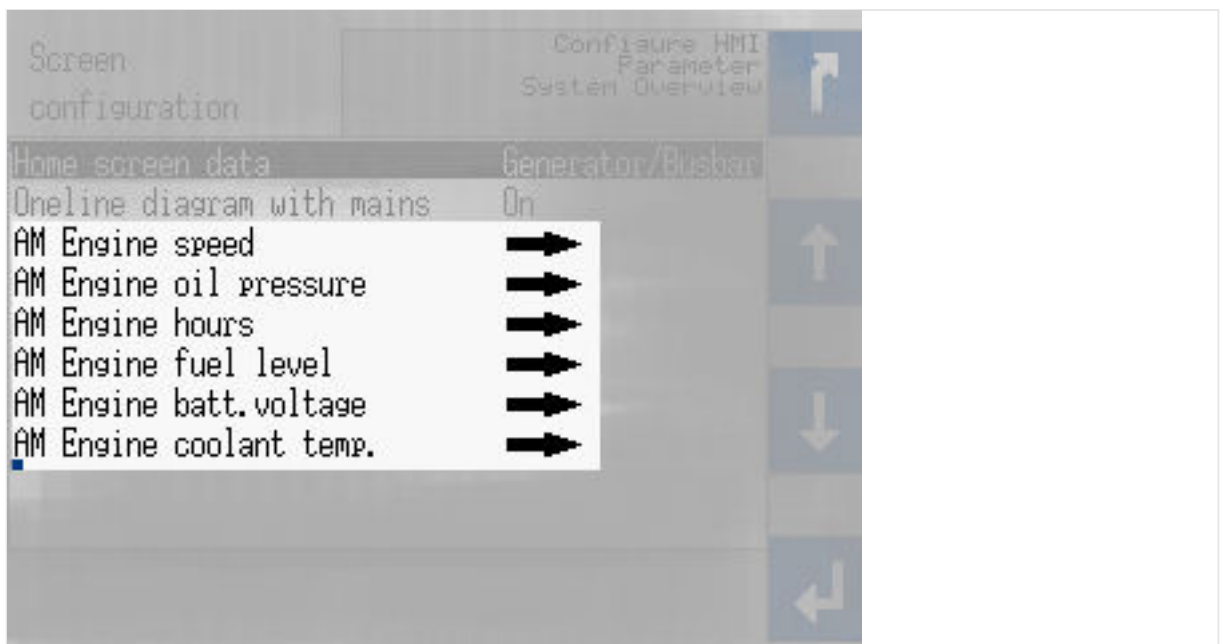 Screen
configuration
Configure HMI
Parameter
System Overview
Home screen data Generator/Busbar
Oneline diagram with mains On
AM Engine speed
AM Engine oil pressure
AM Engine hours
AM Engine fuel level
AM Engine batt.voltage
AM Engine coolant temp.